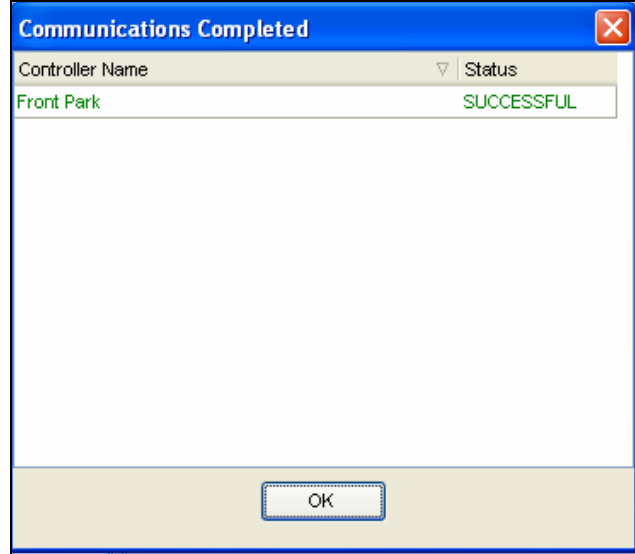 Communications Completed
Controller Name Status
Front Park SUCCESSFUL
OK